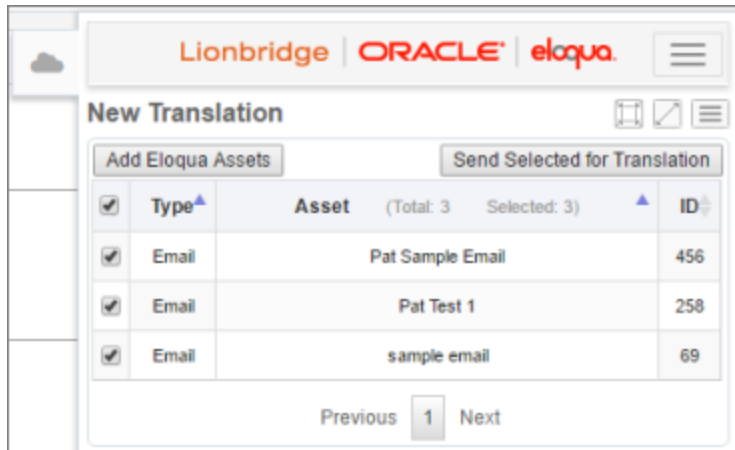 Lionbridge | ORACLE | eloqua.
New Translation
Add Eloqua Assets Send Selected for Translation
Type Asset (Total: 3 Selected: 3) ID
Email Pat Sample Email 456
Email Pat Test 1 258
Email sample email 69
Previous 1 Next